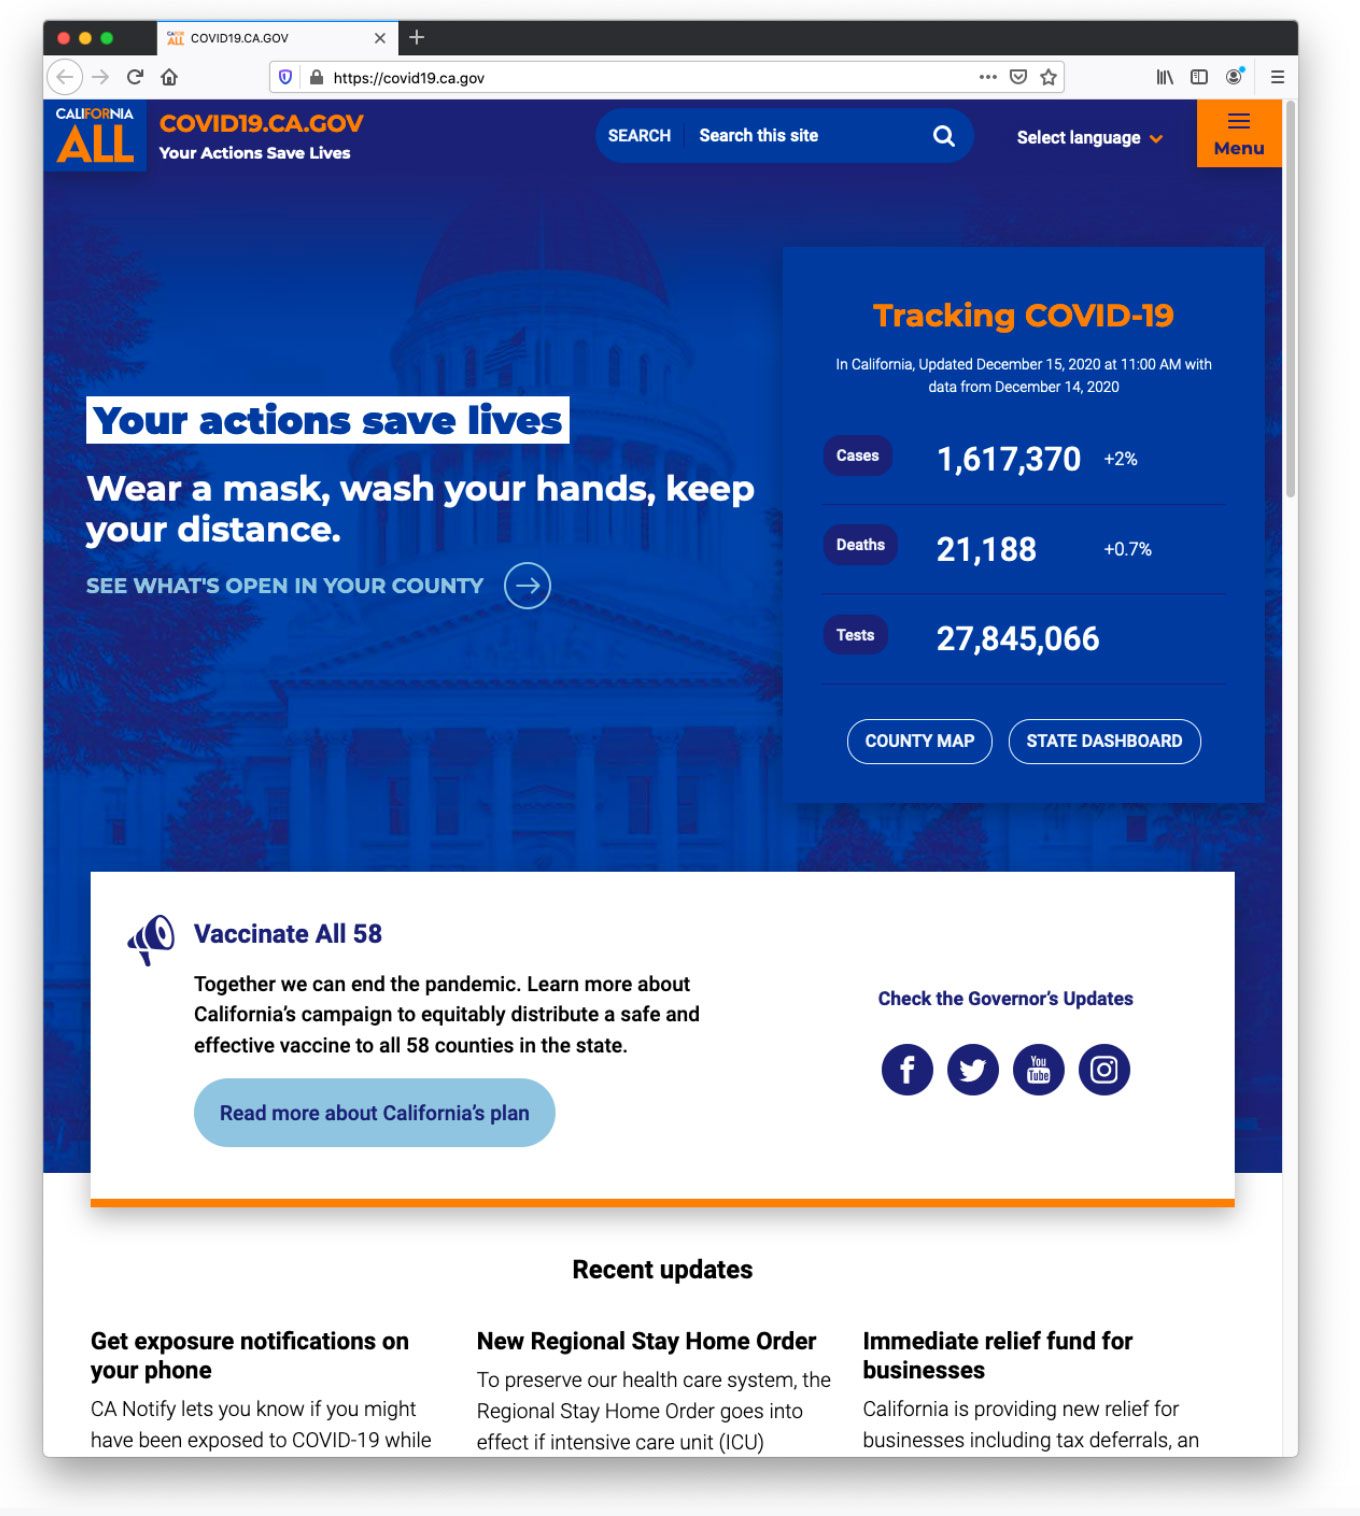 COVID19.CA.GOV
https://covid19.ca.gov
CALIFORNIA
ALL
COVID19.CA.GOV
Your Actions Save Lives
SEARCH
Search this site
Select language
Menu
Your actions save lives
Wear a mask, wash your hands, keep
your distance.
SEE WHAT'S OPEN IN YOUR COUNTY
Tracking COVID-19
In California, Updated December 15, 2020 at 11:00 AM with
data from December 14, 2020
Cases 1,617,370 +2%
Deaths 21,188 +0.7%
Tests 27,845,066
COUNTY MAP
STATE DASHBOARD
Vaccinate All 58
Together we can end the pandemic. Learn more about
California’s campaign to equitably distribute a safe and
effective vaccine to all 58 counties in the state.
Read more about California’s plan
Check the Governor’s Updates
You
Tube
Recent updates
Get exposure notifications on
your phone
CA Notify lets you know if you might
have been exposed to COVID-19 while
New Regional Stay Home Order
To preserve our health care system, the
Regional Stay Home Order goes into
effect if intensive care unit (ICU)
Immediate relief fund for
businesses
California is providing new relief for
businesses including tax deferrals, an